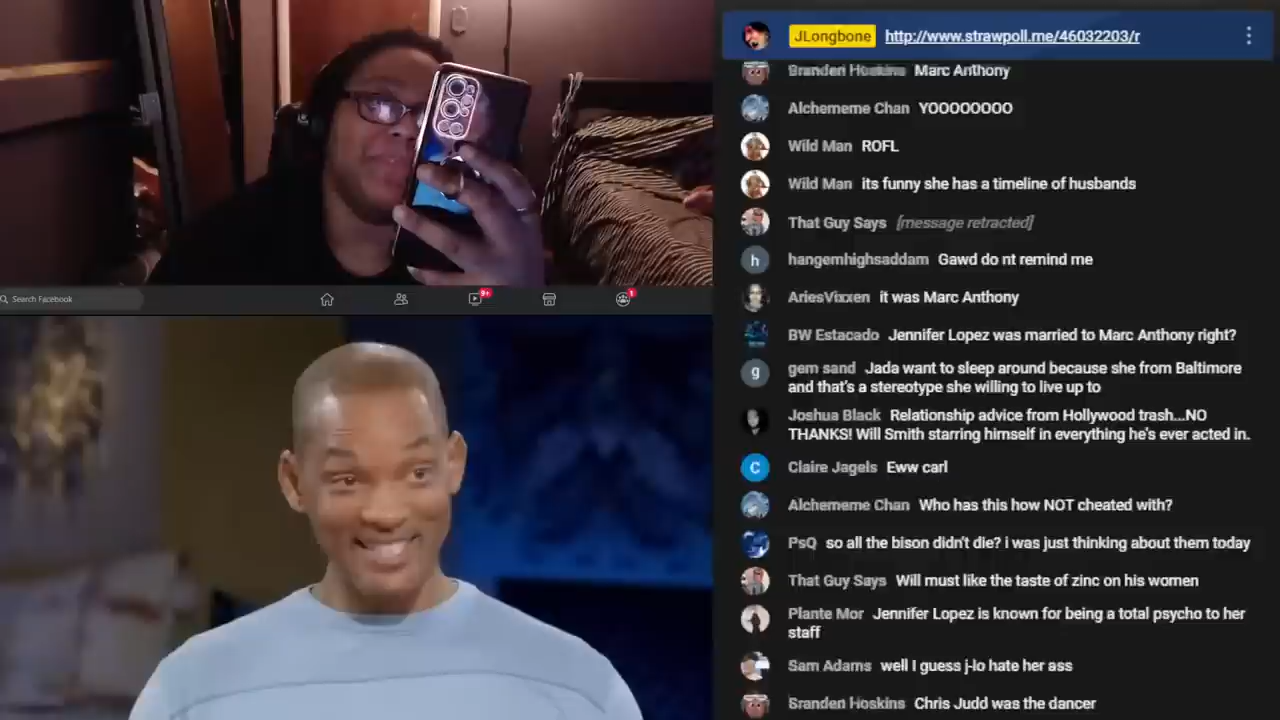 JLongbone http://www.strawpoll.me/46032203/r
Branden Hoskins Marc Anthony
Alchememe Chan YOOOOOOOO
Wild Man ROFL
Wild Man its funny she has a timeline of husbands
That Guy Says [message retracted]
h hangemhighsaddam Gawd do nt remind me
AriesVixxen it was Marc Anthony
BW Estacado Jennifer Lopez was married to Marc Anthony right?
g gem sand Jada want to sleep around because she from Baltimore
and that's a stereotype she willing to live up to
Joshua Black Relationship advice from Hollywood trash...NO
THANKS! Will Smith starring himself in everything he's ever acted in.
C Claire Jagels Eww carl
Alchememe Chan Who has this how NOT cheated with?
PsQ so all the bison didn't die? i was just thinking about them today
That Guy Says Will must like the taste of zinc on his women
Plante Mor Jennifer Lopez is known for being a total psycho to her
staff
Sam Adams well I guess j-lo hate her ass
Branden Hoskins Chris Judd was the dancer
Search Facebook
9+
1